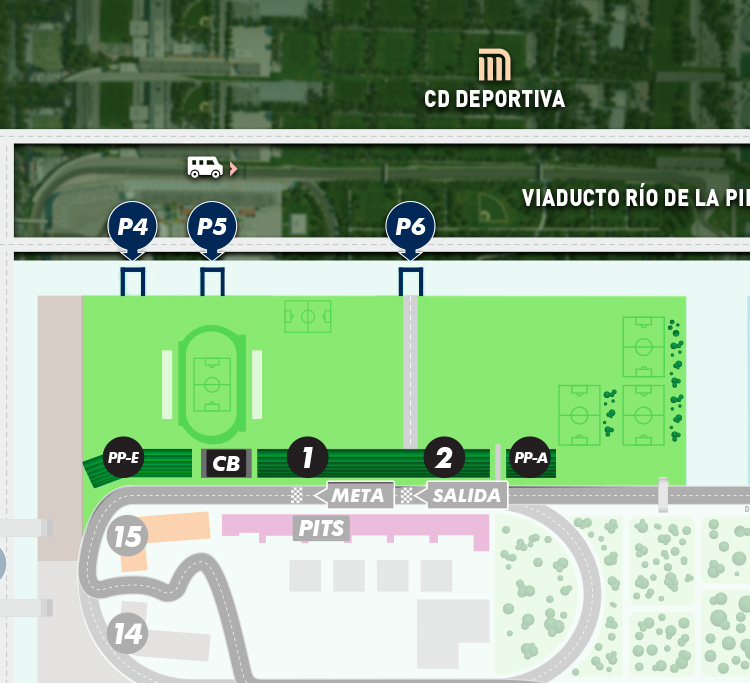 CD DEPORTIVA
VIADUCTO RÍO DE LA PI
P4
P5
P6
PP-E
CB
1
2
PP-A
META
SALIDA
15
PITS
14